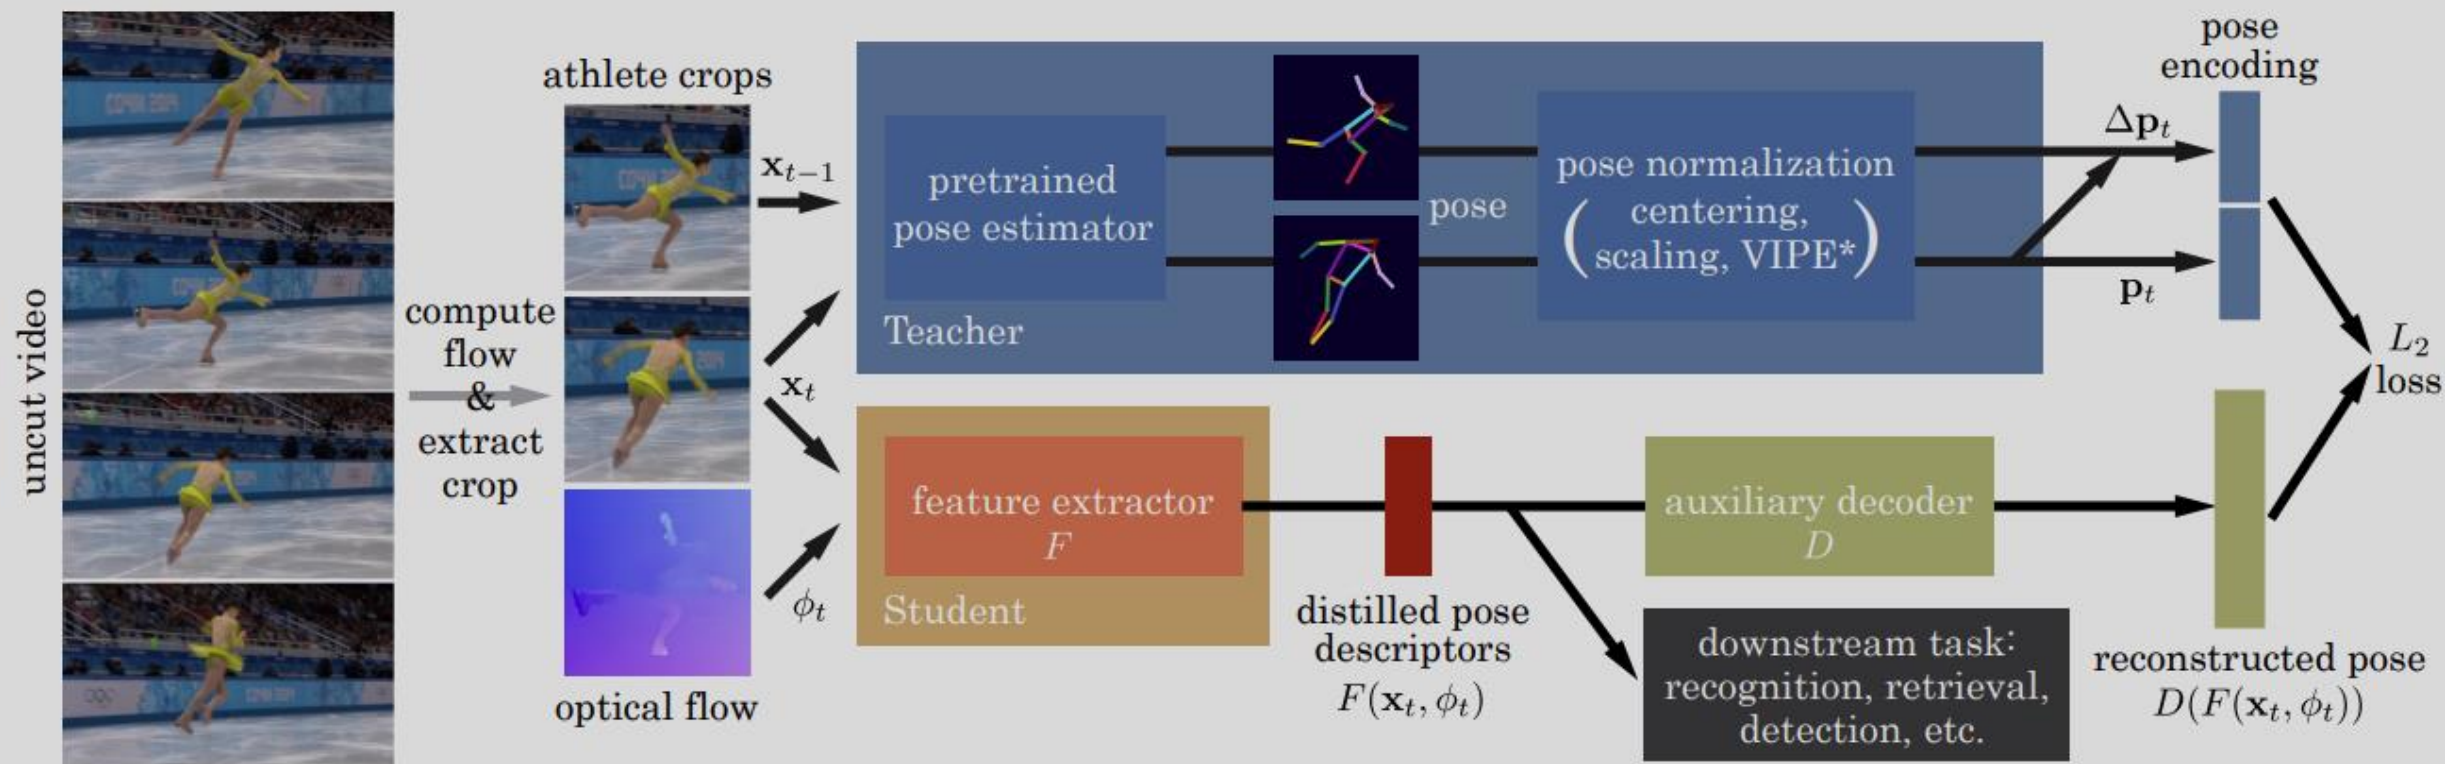 uncut video
compute
flow
&
extract
crop
athlete crops
x_{t−1}
x_t
ϕ_t
optical flow
pretrained
pose estimator
Teacher
pose
pose normalization
( centering,
scaling, VIPE* )
pose
encoding
Δp_t
p_t
L_2
loss
feature extractor
F
Student
distilled pose
descriptors
F(x_t, ϕ_t)
auxiliary decoder
D
downstream task:
recognition, retrieval,
detection, etc.
reconstructed pose
D(F(x_t, ϕ_t))